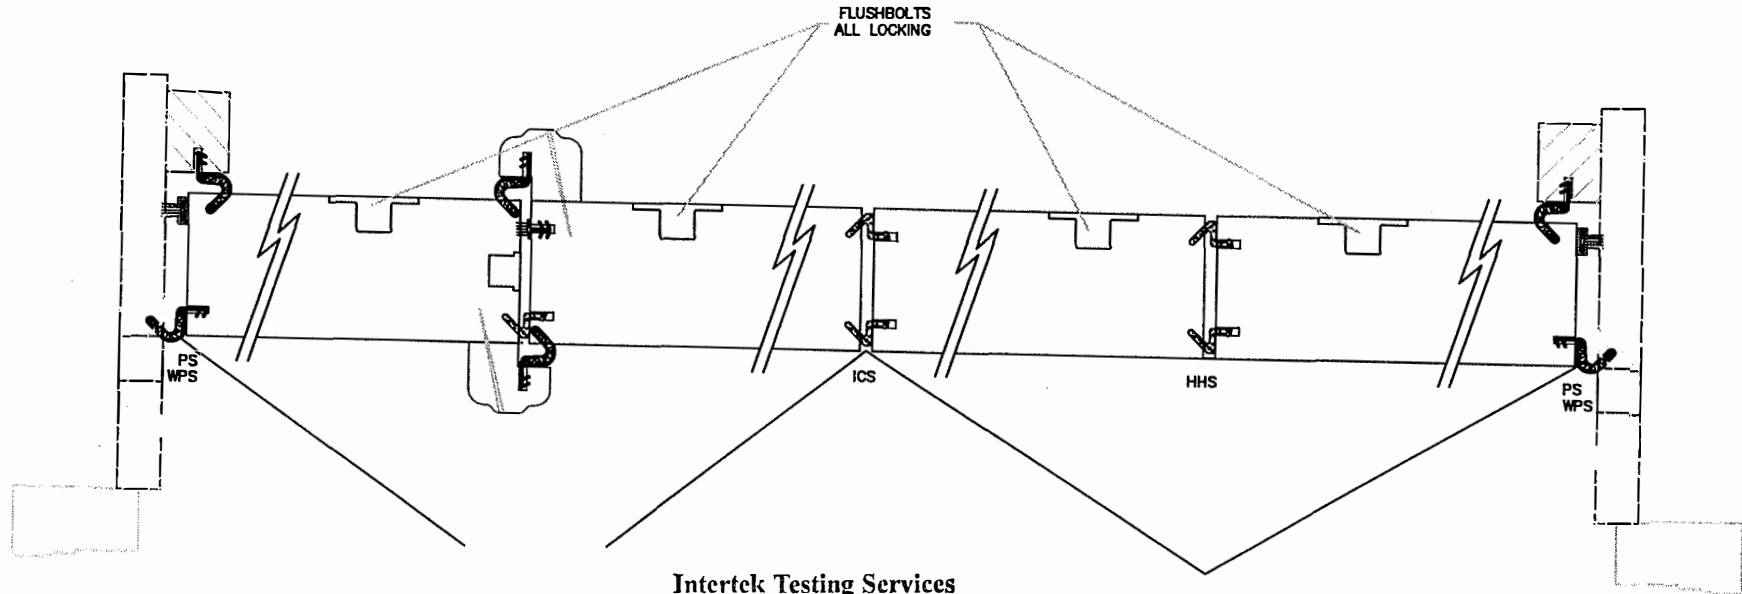 FLUSHBOLTS
ALL LOCKING
PS
WPS
ICS
HHS
PS
WPS
Intertek Testing Services